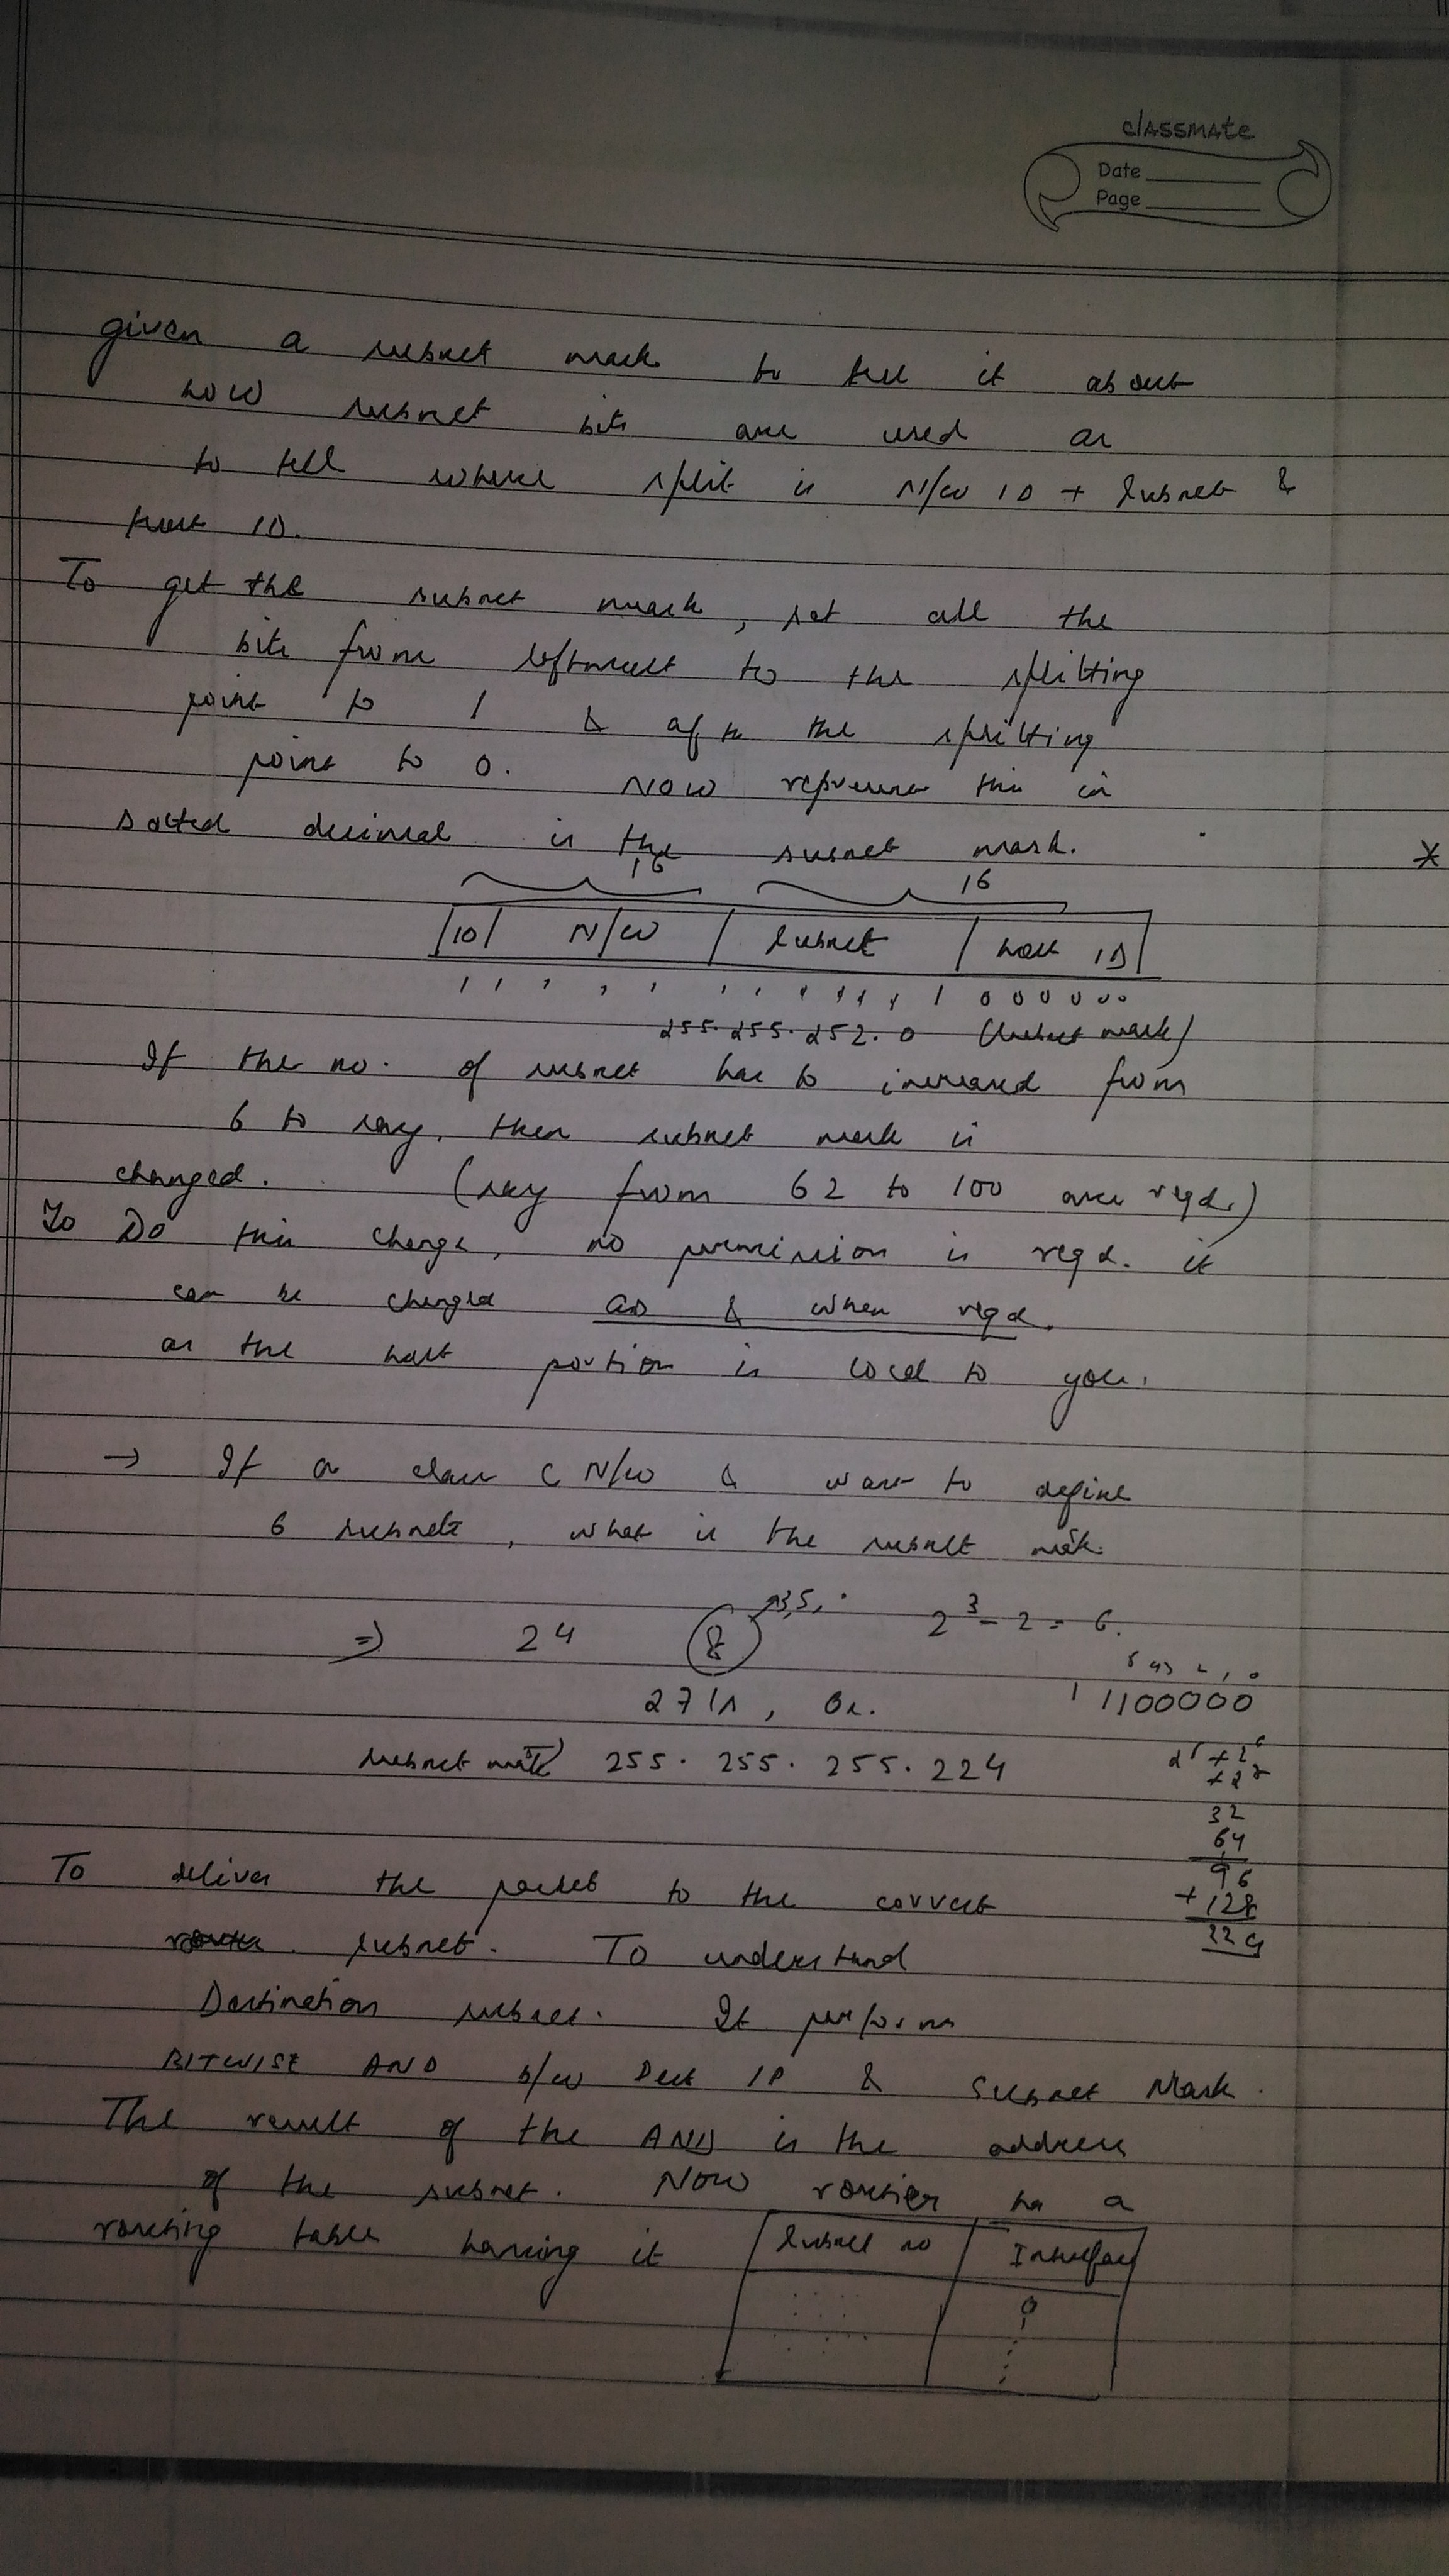 classmate
Date
Page
given a subnet mask to tell it about
how subnet bits are used or
to tell where split is N/W ID + Subnet &
host ID.
To get the subnet mask, set all the
bits from leftmost to the splitting
point to 1 & after the splitting
point to 0. Now represent this in
dotted decimal is the subnet mask.
16 16
10 N/W Subnet host ID
1 1 1 1 1 1 1 1 1 1 1 1 0 0 0 0 0 0
255.255.252.0 (Subnet mask)
If the no. of subnet has to increased from
6 to say, then subnet mask is
changed. (say from 62 to 100 are reqd.)
To Do this change, no permission is reqd. it
can be changed as & when reqd.
as the host portion is local to you.
→ If a class C N/W & want to define
6 subnets, what is the subnet mask.
⇒ 24 8 3,5, 2^3 - 2 = 6.
27 1s, 0s. 11100000
subnet mask 255.255.255.224
32
64
96
+128
224
To deliver the packet to the correct
subnet. To understand
Destination subnet. It performs
BITWISE AND b/w Dest IP & Subnet Mask.
The result of the AND is the address
of the subnet. Now router has a
routing table having it Subnet no Interface